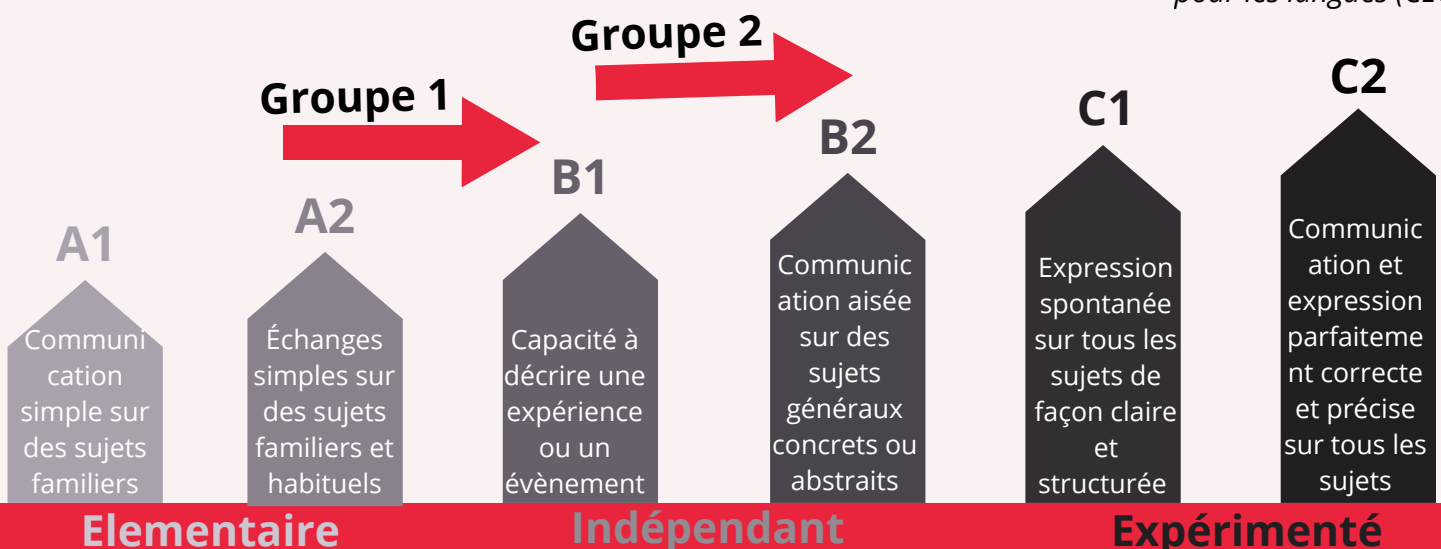 pour les langues
Groupe 1
Groupe 2
A1
Communi
cation
simple sur
des sujets
familiers
A2
Échanges
simples sur
des sujets
familiers et
habituels
B1
Capacité à
décrire une
expérience
ou un
évènement
B2
Communic
ation aisée
sur des
sujets
généraux
concrets ou
abstraits
C1
Expression
spontanée
sur tous les
sujets de
façon claire
et
structurée
C2
Communic
ation et
expression
parfaiteme
nt correcte
et précise
sur tous les
sujets
Elementaire
Indépendant
Expérimenté